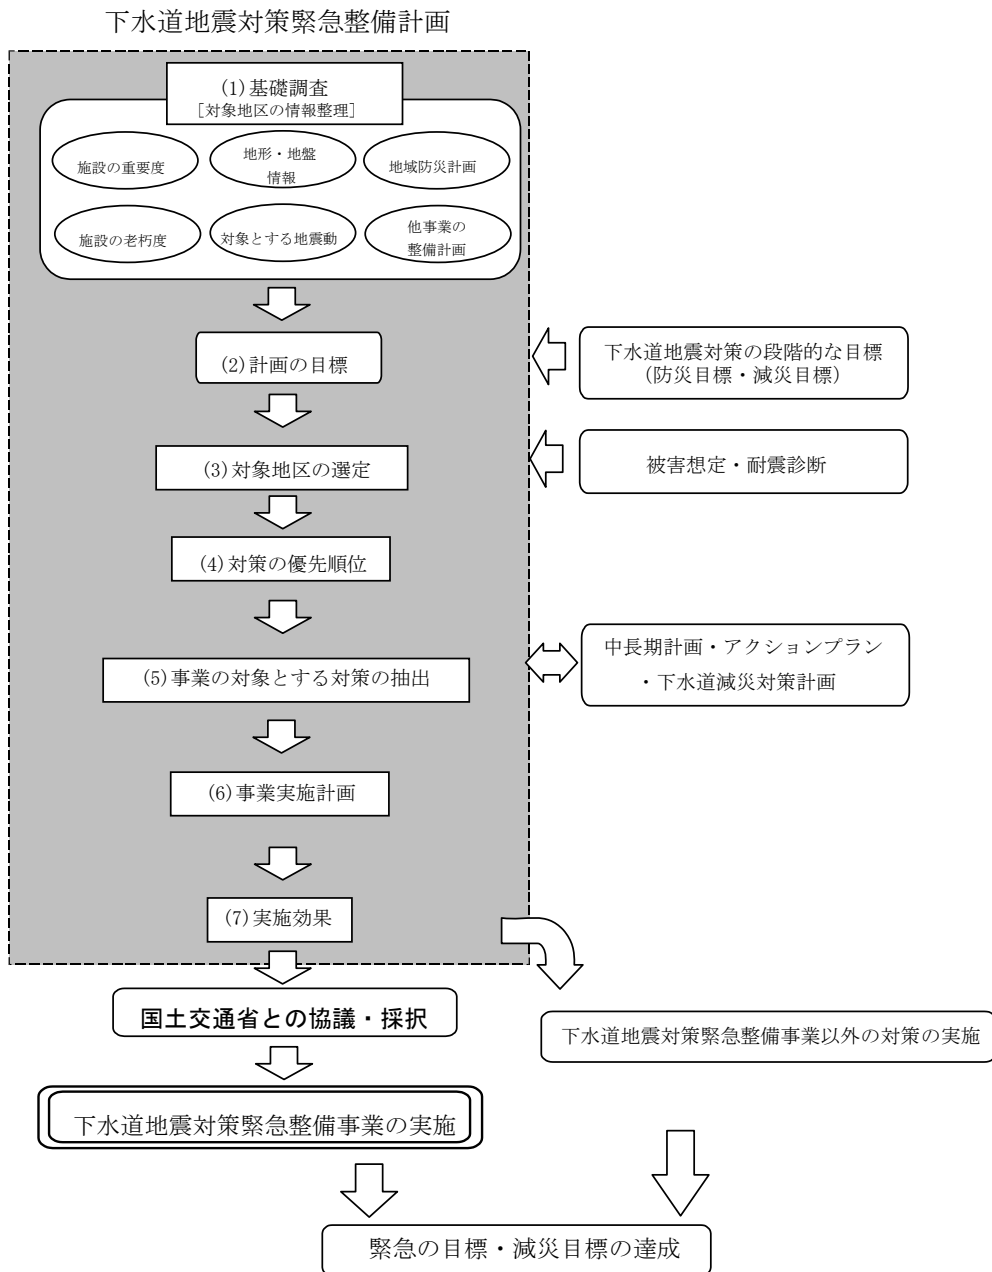 下水道地震対策緊急整備計画
(1)基礎調査
[対象地区の情報整理]
施設の重要度
地形・地盤
情報
地域防災計画
施設の老朽度
対象とする地震動
他事業の
整備計画
(2)計画の目標
下水道地震対策の段階的な目標
(防災目標・減災目標)
(3)対象地区の選定
被害想定・耐震診断
(4)対策の優先順位
(5)事業の対象とする対策の抽出
中長期計画・アクションプラン
・下水道減災対策計画
(6)事業実施計画
(7)実施効果
国土交通省との協議・採択
下水道地震対策緊急整備事業以外の対策の実施
下水道地震対策緊急整備事業の実施
緊急の目標・減災目標の達成